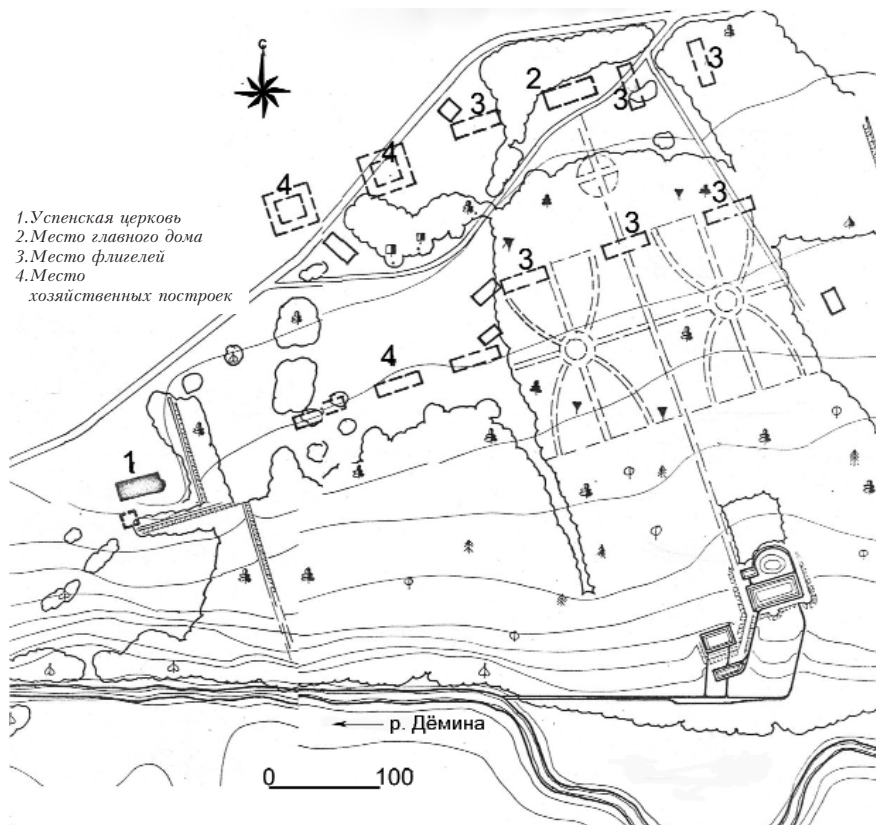 С
2
3
3
3
4
4
1.Успенская церковь
2.Место главного дома
3.Место флигелей
4.Место
хозяйственных построек
3
3
3
4
1
р. Дёмина
0 100